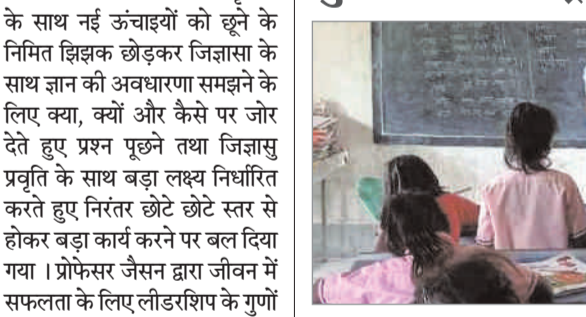 के साथ नई ऊंचाइयों को छूने के
निमित झिझक छोड़कर जिज्ञासा के
साथ ज्ञान की अवधारणा समझने के
लिए क्या, क्यों और कैसे पर जोर
देते हुए प्रश्न पूछने तथा जिज्ञासु
प्रवृति के साथ बड़ा लक्ष्य निर्धारित
करते हुए निरंतर छोटे छोटे स्तर से
होकर बड़ा कार्य करने पर बल दिया
गया । प्रोफेसर जैसन द्वारा जीवन में
सफलता के लिए लीडरशिप के गुणों